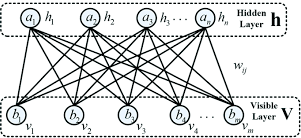 a₁ h₁ a₂ h₂ a₃ h₃ ··· aₙ hₙ
Hidden
Layer h
wᵢⱼ
Visible
Layer V
b₁ b₂ b₃ b₄ ··· bₘ
v₁ v₂ v₃ v₄ vₘ